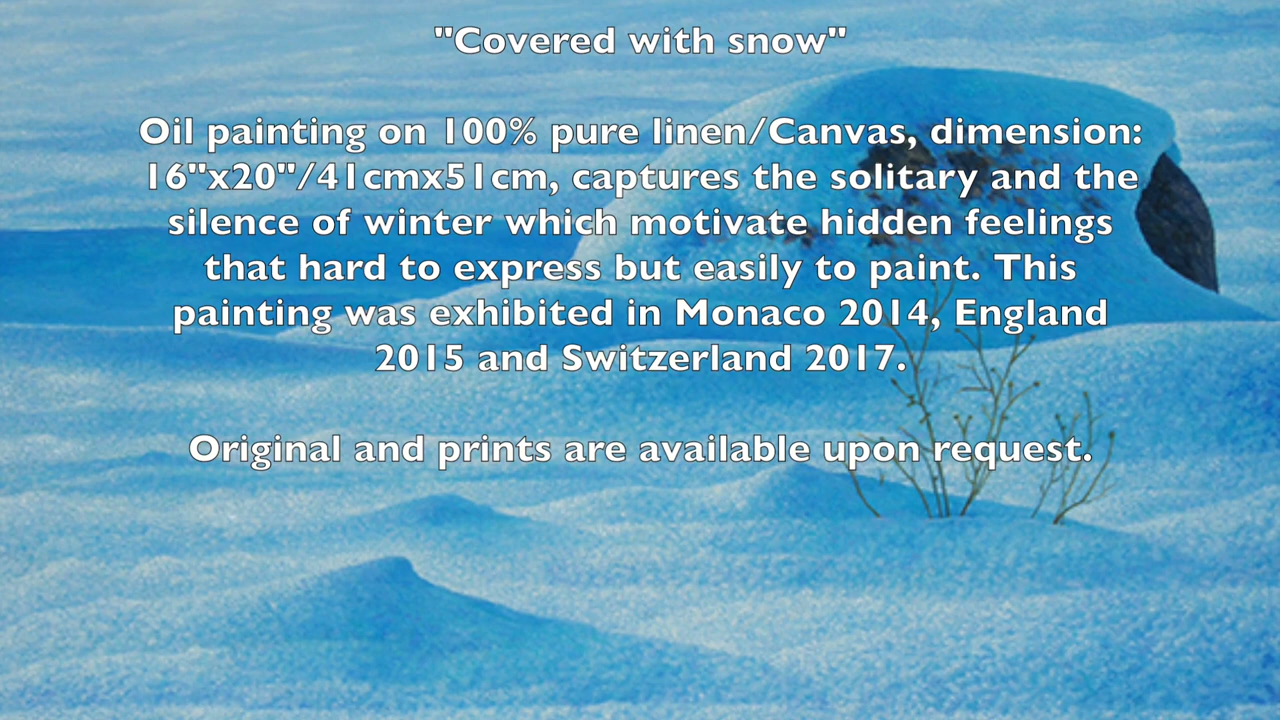 "Covered with snow"
Oil painting on 100% pure linen/Canvas, dimension:
16"x20"/41cmx51cm, captures the solitary and the
silence of winter which motivate hidden feelings
that hard to express but easily to paint. This
painting was exhibited in Monaco 2014, England
2015 and Switzerland 2017.
Original and prints are available upon request.